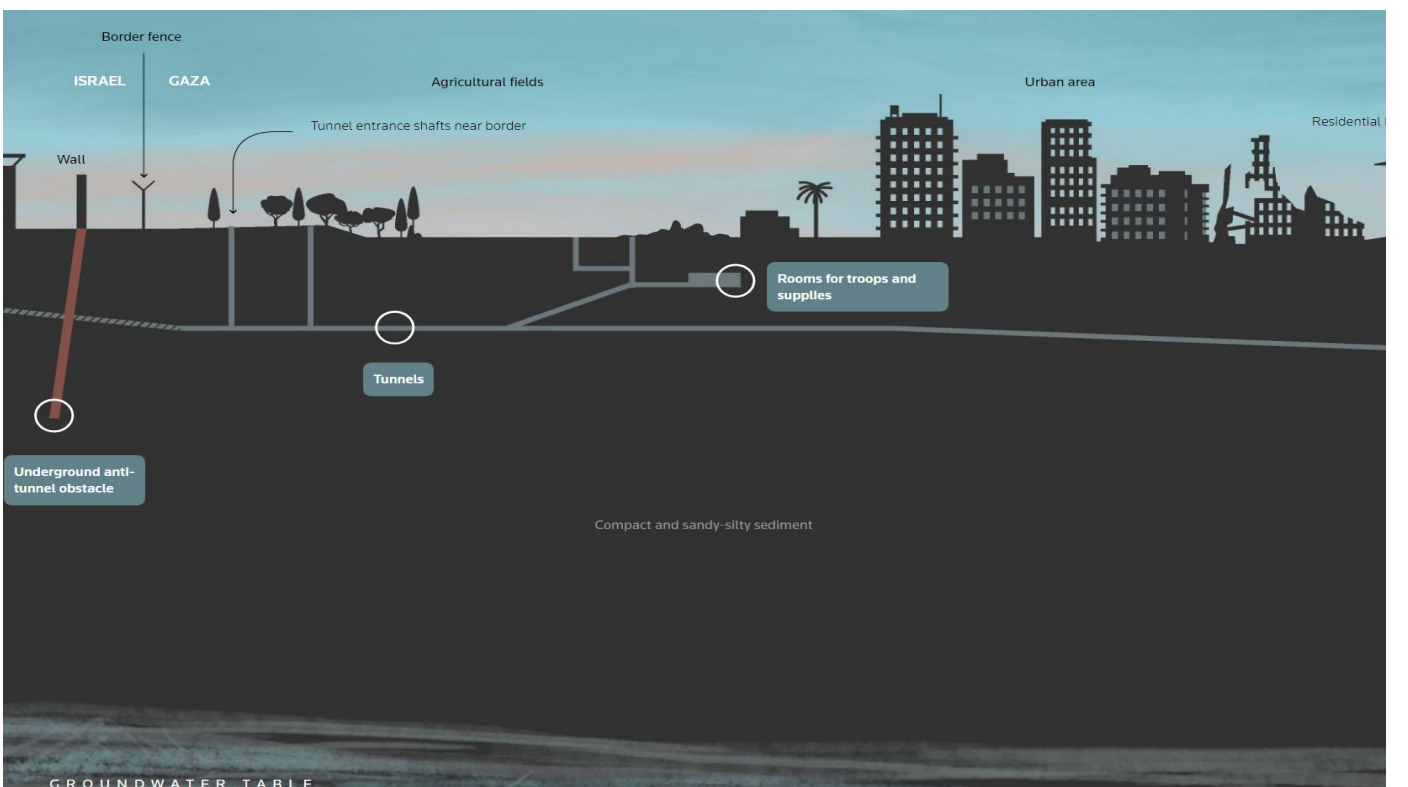 Border fence
ISRAEL
GAZA
Agricultural fields
Urban area
Tunnel entrance shafts near border
Residential
Wall
Rooms for troops and
supplies
Tunnels
Underground anti-
tunnel obstacle
Compact and sandy-silty sediment
GROUNDWATER TABLE